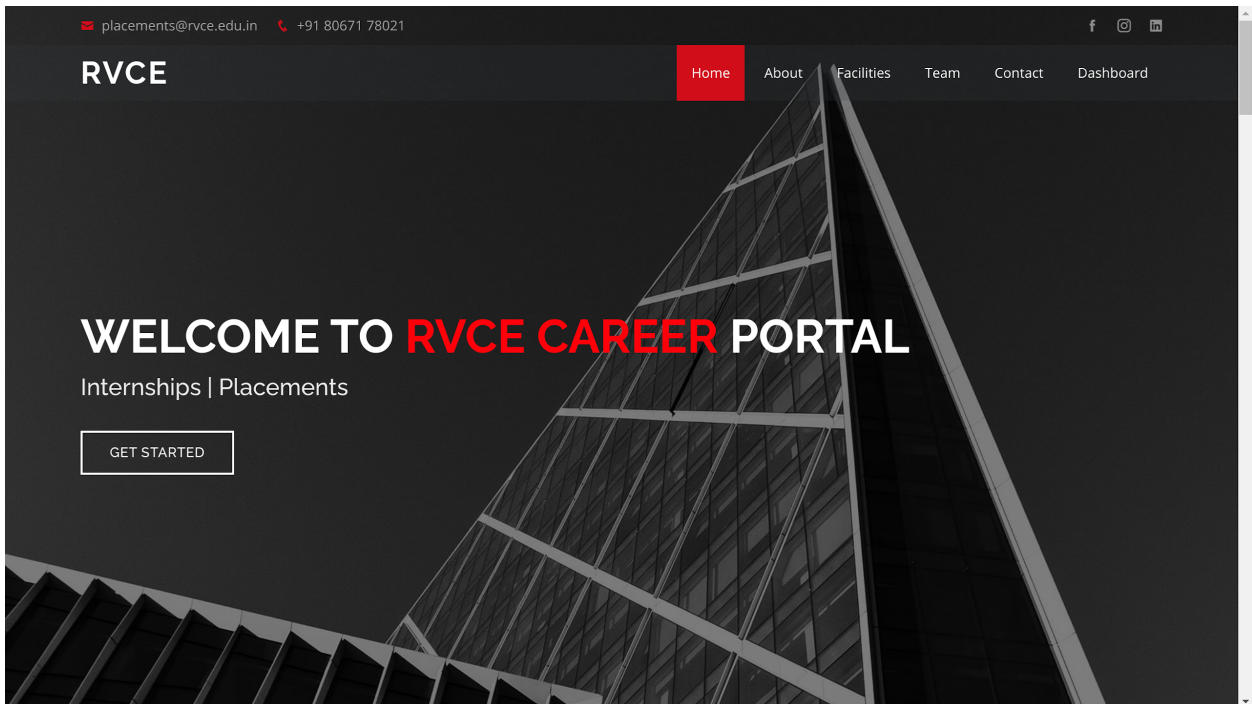 placements@rvce.edu.in +91 80671 78021
RVCE Home About Facilities Team Contact Dashboard
WELCOME TO RVCE CAREER PORTAL
Internships | Placements
GET STARTED